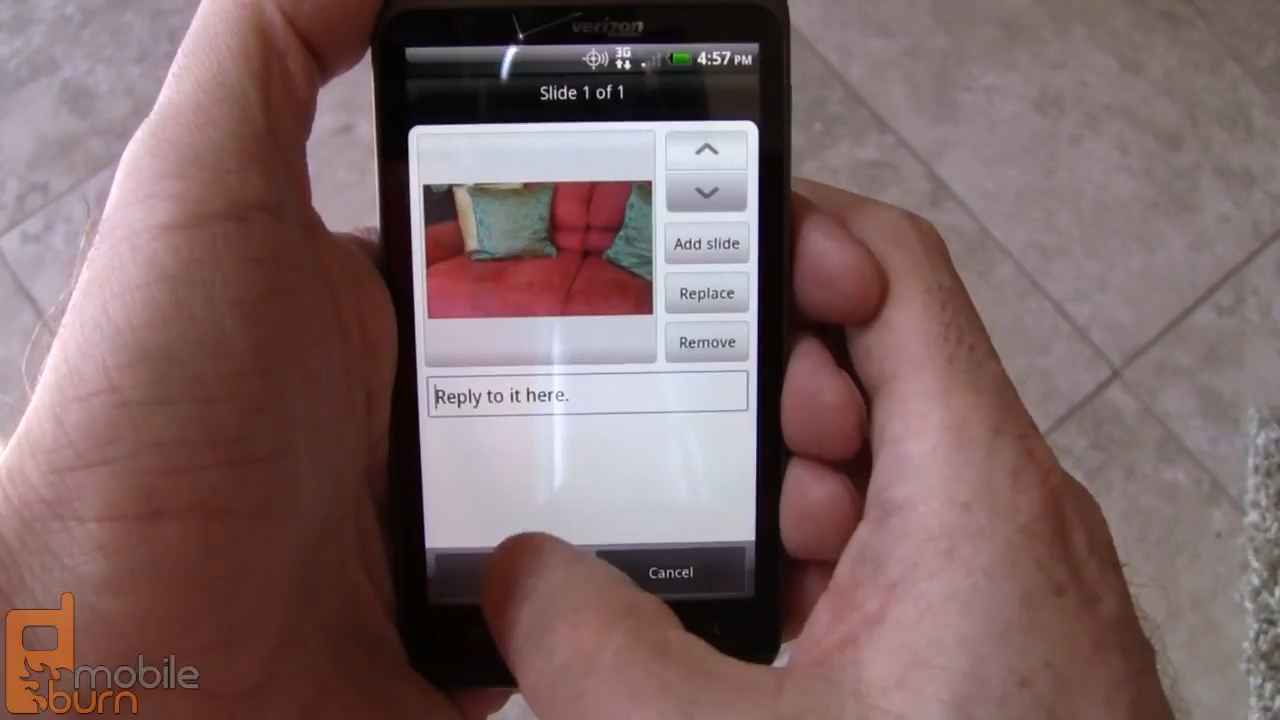 verizon
3G
4:57 PM
Slide 1 of 1
Add slide
Replace
Remove
Reply to it here.
Cancel
mobile
burn